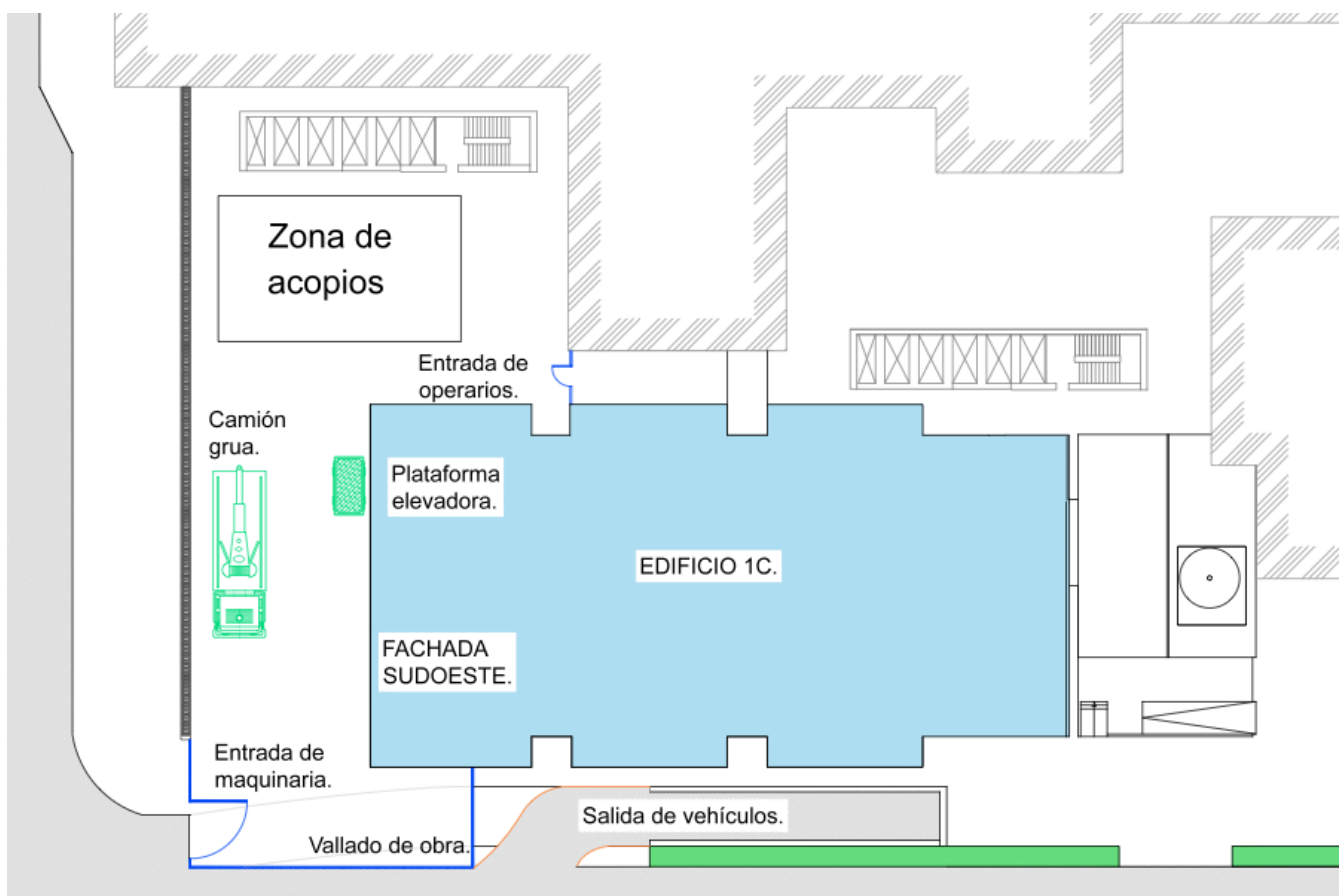 Zona de
acopios
Entrada de
operarios.
Camión
grua.
Plataforma
elevadora.
EDIFICIO 1C.
FACHADA
SUDOESTE.
Entrada de
maquinaria.
Salida de vehículos.
Vallado de obra.